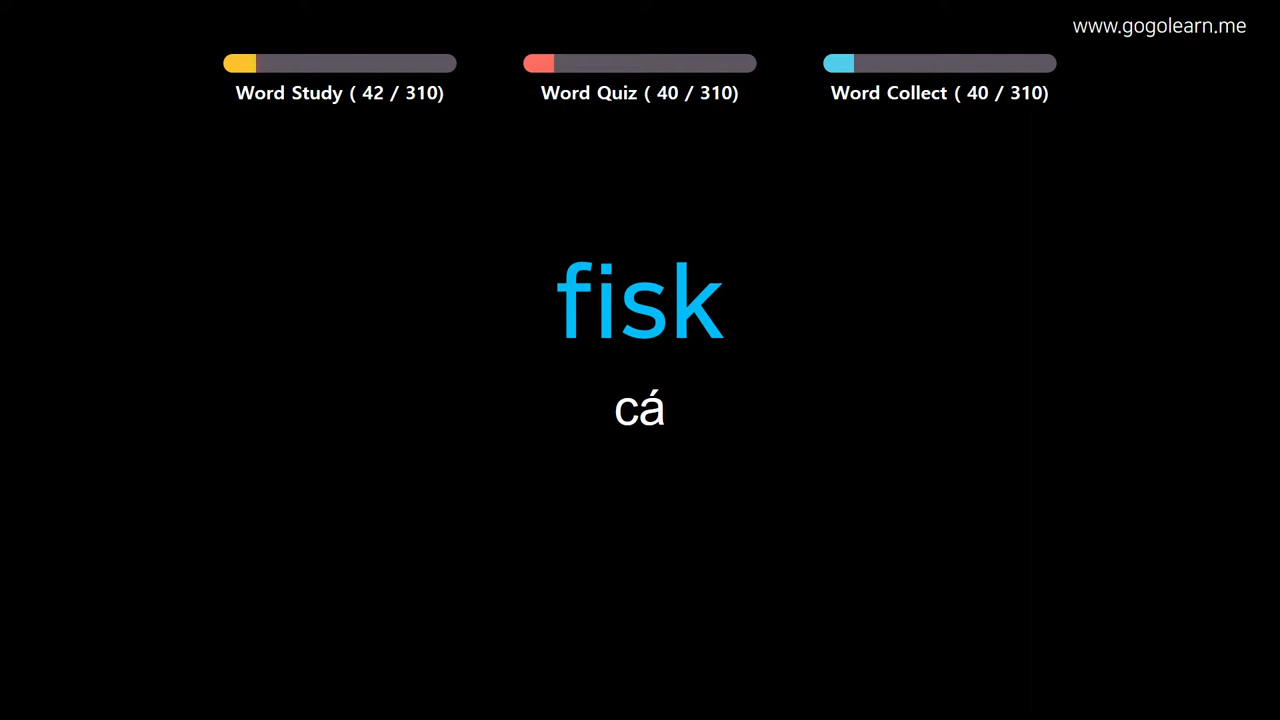 www.gogolearn.me
Word Study ( 42 / 310)
Word Quiz ( 40 / 310)
Word Collect ( 40 / 310)
fisk
cá